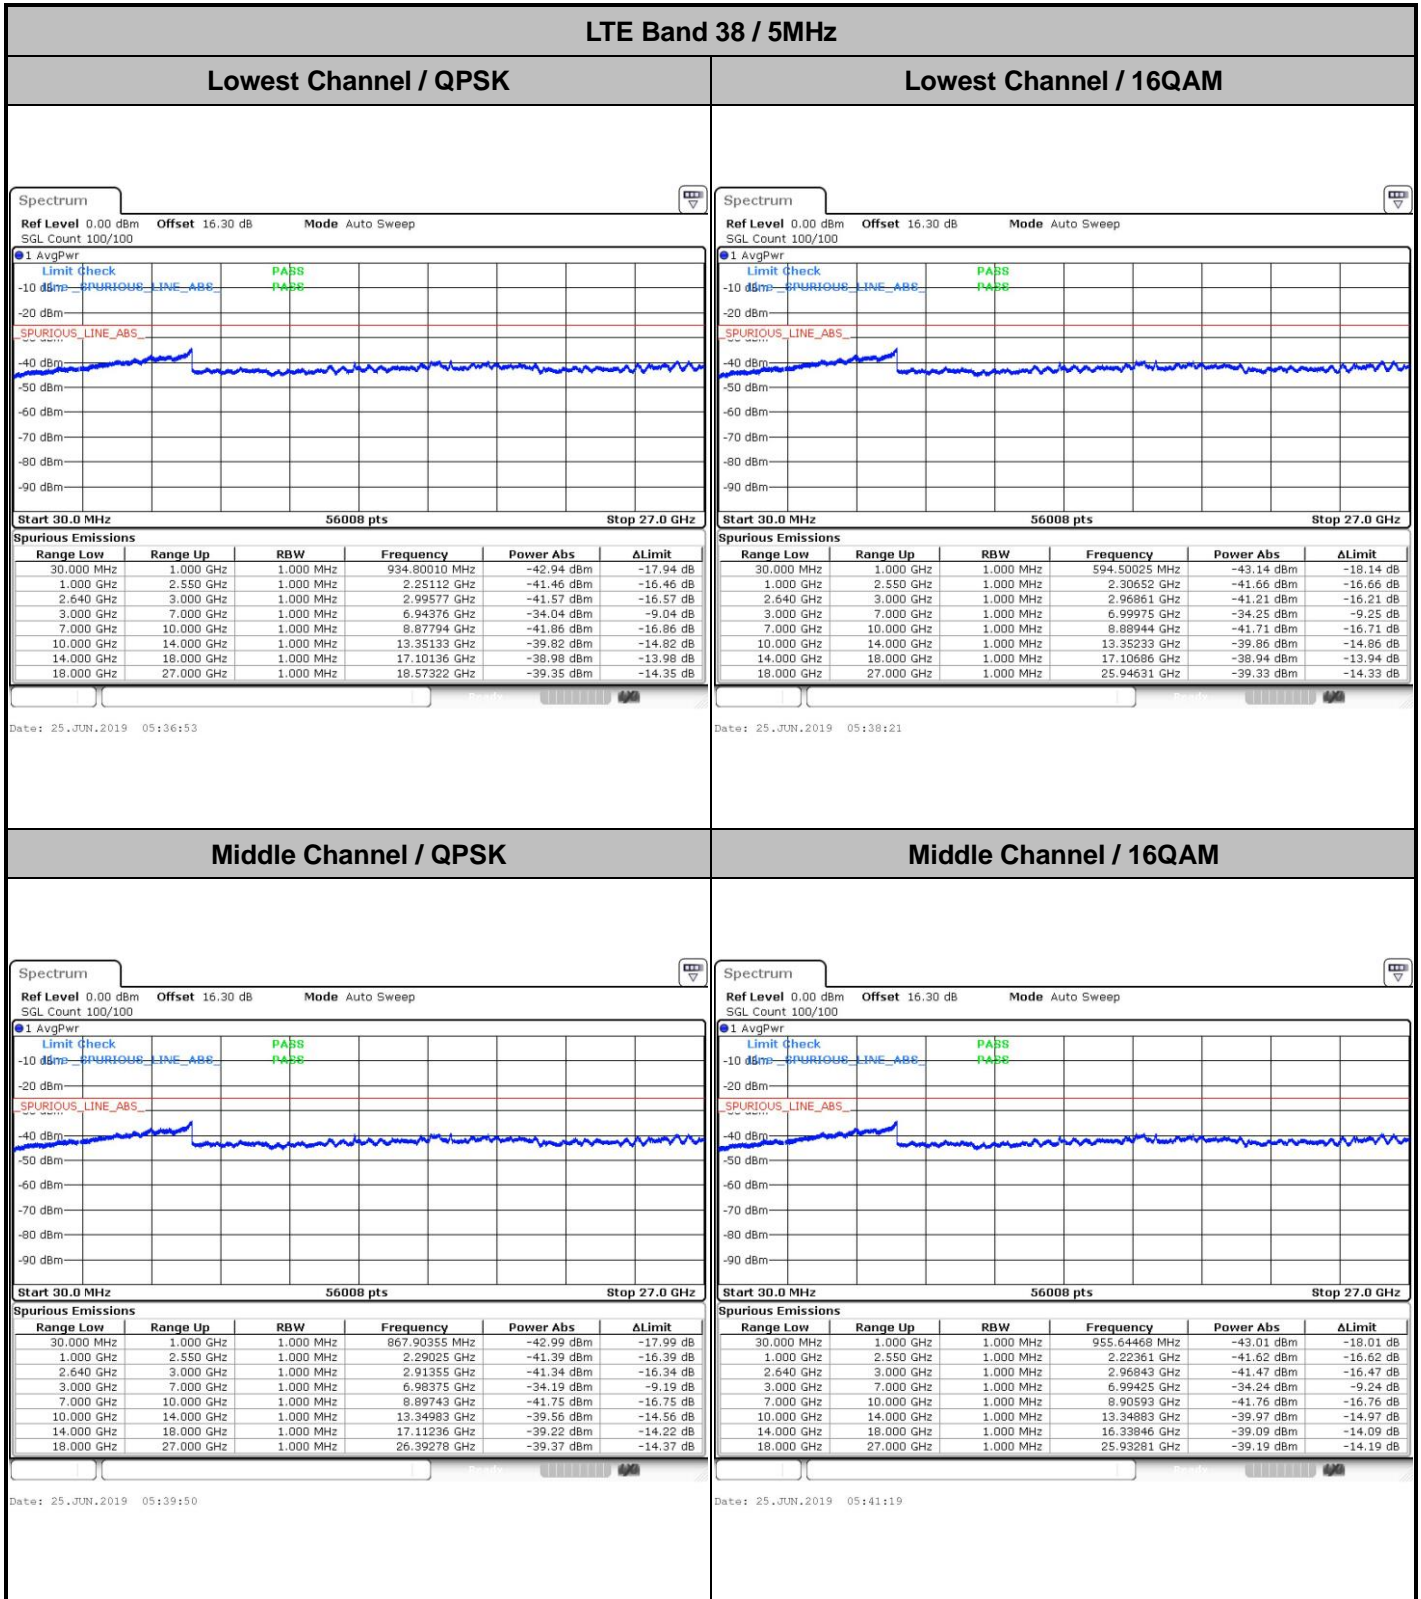 LTE Band 38 / 5MHz
Lowest Channel / QPSK
Lowest Channel / 16QAM
Spectrum
Ref Level 0.00 dBm Offset 16.30 dB Mode Auto Sweep
SGL Count 100/100
1 AvgPwr
Limit Check PASS
-10 dBm Line _SPURIOUS_LINE_ABS_ PASS
-20 dBm
_SPURIOUS_LINE_ABS_
-40 dBm
-50 dBm
-60 dBm
-70 dBm
-80 dBm
-90 dBm
Start 30.0 MHz 56008 pts Stop 27.0 GHz
Spurious Emissions
Range Low Range Up RBW Frequency Power Abs ΔLimit
30.000 MHz 1.000 GHz 1.000 MHz 934.80010 MHz -42.94 dBm -17.94 dB
1.000 GHz 2.550 GHz 1.000 MHz 2.25112 GHz -41.46 dBm -16.46 dB
2.640 GHz 3.000 GHz 1.000 MHz 2.99577 GHz -41.57 dBm -16.57 dB
3.000 GHz 7.000 GHz 1.000 MHz 6.94376 GHz -34.04 dBm -9.04 dB
7.000 GHz 10.000 GHz 1.000 MHz 8.87794 GHz -41.86 dBm -16.86 dB
10.000 GHz 14.000 GHz 1.000 MHz 13.35133 GHz -39.82 dBm -14.82 dB
14.000 GHz 18.000 GHz 1.000 MHz 17.10136 GHz -38.98 dBm -13.98 dB
18.000 GHz 27.000 GHz 1.000 MHz 18.57322 GHz -39.35 dBm -14.35 dB
Date: 25.JUN.2019 05:36:53
Spectrum
Ref Level 0.00 dBm Offset 16.30 dB Mode Auto Sweep
SGL Count 100/100
1 AvgPwr
Limit Check PASS
-10 dBm Line _SPURIOUS_LINE_ABS_ PASS
-20 dBm
_SPURIOUS_LINE_ABS_
-40 dBm
-50 dBm
-60 dBm
-70 dBm
-80 dBm
-90 dBm
Start 30.0 MHz 56008 pts Stop 27.0 GHz
Spurious Emissions
Range Low Range Up RBW Frequency Power Abs ΔLimit
30.000 MHz 1.000 GHz 1.000 MHz 594.50025 MHz -43.14 dBm -18.14 dB
1.000 GHz 2.550 GHz 1.000 MHz 2.30652 GHz -41.66 dBm -16.66 dB
2.640 GHz 3.000 GHz 1.000 MHz 2.96861 GHz -41.21 dBm -16.21 dB
3.000 GHz 7.000 GHz 1.000 MHz 6.99975 GHz -34.25 dBm -9.25 dB
7.000 GHz 10.000 GHz 1.000 MHz 8.88944 GHz -41.71 dBm -16.71 dB
10.000 GHz 14.000 GHz 1.000 MHz 13.35233 GHz -39.86 dBm -14.86 dB
14.000 GHz 18.000 GHz 1.000 MHz 17.10686 GHz -38.94 dBm -13.94 dB
18.000 GHz 27.000 GHz 1.000 MHz 25.94631 GHz -39.33 dBm -14.33 dB
Date: 25.JUN.2019 05:38:21
Middle Channel / QPSK
Middle Channel / 16QAM
Spectrum
Ref Level 0.00 dBm Offset 16.30 dB Mode Auto Sweep
SGL Count 100/100
1 AvgPwr
Limit Check PASS
-10 dBm Line _SPURIOUS_LINE_ABS_ PASS
-20 dBm
_SPURIOUS_LINE_ABS_
-40 dBm
-50 dBm
-60 dBm
-70 dBm
-80 dBm
-90 dBm
Start 30.0 MHz 56008 pts Stop 27.0 GHz
Spurious Emissions
Range Low Range Up RBW Frequency Power Abs ΔLimit
30.000 MHz 1.000 GHz 1.000 MHz 867.90355 MHz -42.99 dBm -17.99 dB
1.000 GHz 2.550 GHz 1.000 MHz 2.29025 GHz -41.39 dBm -16.39 dB
2.640 GHz 3.000 GHz 1.000 MHz 2.91355 GHz -41.34 dBm -16.34 dB
3.000 GHz 7.000 GHz 1.000 MHz 6.98375 GHz -34.19 dBm -9.19 dB
7.000 GHz 10.000 GHz 1.000 MHz 8.89743 GHz -41.75 dBm -16.75 dB
10.000 GHz 14.000 GHz 1.000 MHz 13.34983 GHz -39.56 dBm -14.56 dB
14.000 GHz 18.000 GHz 1.000 MHz 17.11236 GHz -39.22 dBm -14.22 dB
18.000 GHz 27.000 GHz 1.000 MHz 26.39278 GHz -39.37 dBm -14.37 dB
Date: 25.JUN.2019 05:39:50
Spectrum
Ref Level 0.00 dBm Offset 16.30 dB Mode Auto Sweep
SGL Count 100/100
1 AvgPwr
Limit Check PASS
-10 dBm Line _SPURIOUS_LINE_ABS_ PASS
-20 dBm
_SPURIOUS_LINE_ABS_
-40 dBm
-50 dBm
-60 dBm
-70 dBm
-80 dBm
-90 dBm
Start 30.0 MHz 56008 pts Stop 27.0 GHz
Spurious Emissions
Range Low Range Up RBW Frequency Power Abs ΔLimit
30.000 MHz 1.000 GHz 1.000 MHz 955.64468 MHz -43.01 dBm -18.01 dB
1.000 GHz 2.550 GHz 1.000 MHz 2.22361 GHz -41.62 dBm -16.62 dB
2.640 GHz 3.000 GHz 1.000 MHz 2.96843 GHz -41.47 dBm -16.47 dB
3.000 GHz 7.000 GHz 1.000 MHz 6.99425 GHz -34.24 dBm -9.24 dB
7.000 GHz 10.000 GHz 1.000 MHz 8.90593 GHz -41.76 dBm -16.76 dB
10.000 GHz 14.000 GHz 1.000 MHz 13.34883 GHz -39.97 dBm -14.97 dB
14.000 GHz 18.000 GHz 1.000 MHz 16.33846 GHz -39.09 dBm -14.09 dB
18.000 GHz 27.000 GHz 1.000 MHz 25.93281 GHz -39.19 dBm -14.19 dB
Date: 25.JUN.2019 05:41:19